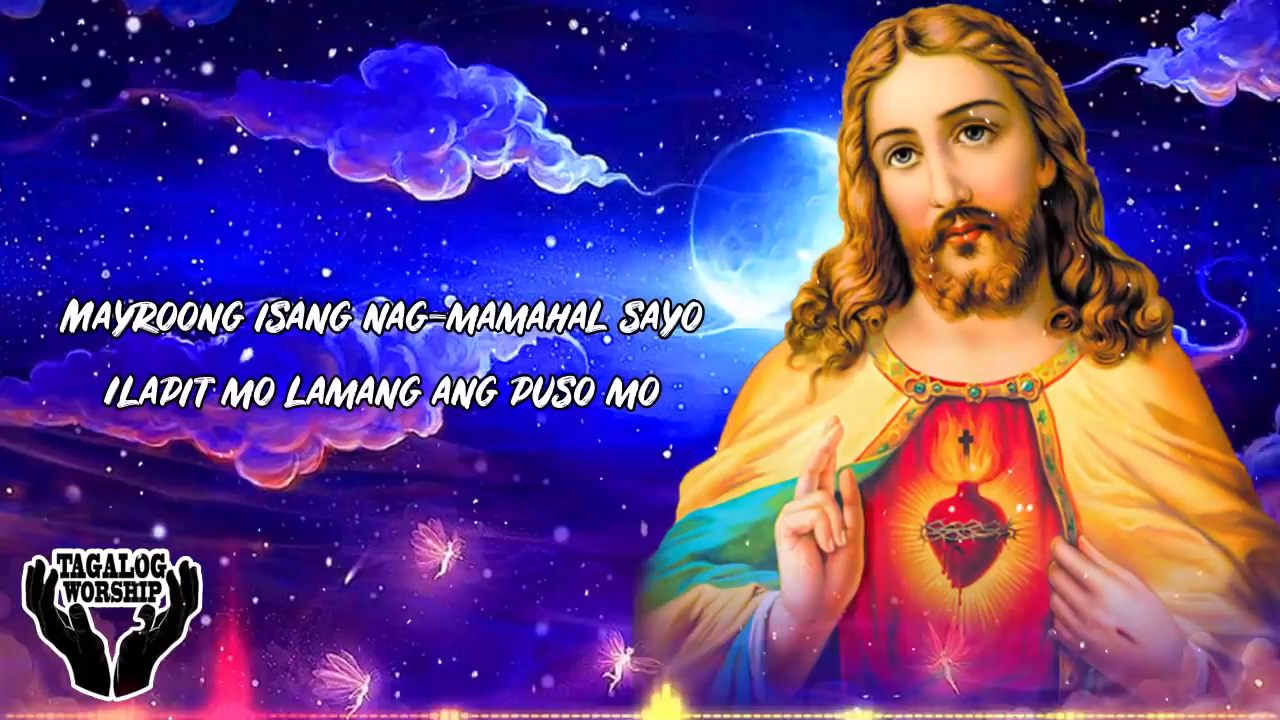 MAYROONG ISANG NAG-MAMAHAL SAYO
ILAPIT MO LAMANG ANG PUSO MO
TAGALOG
WORSHIP